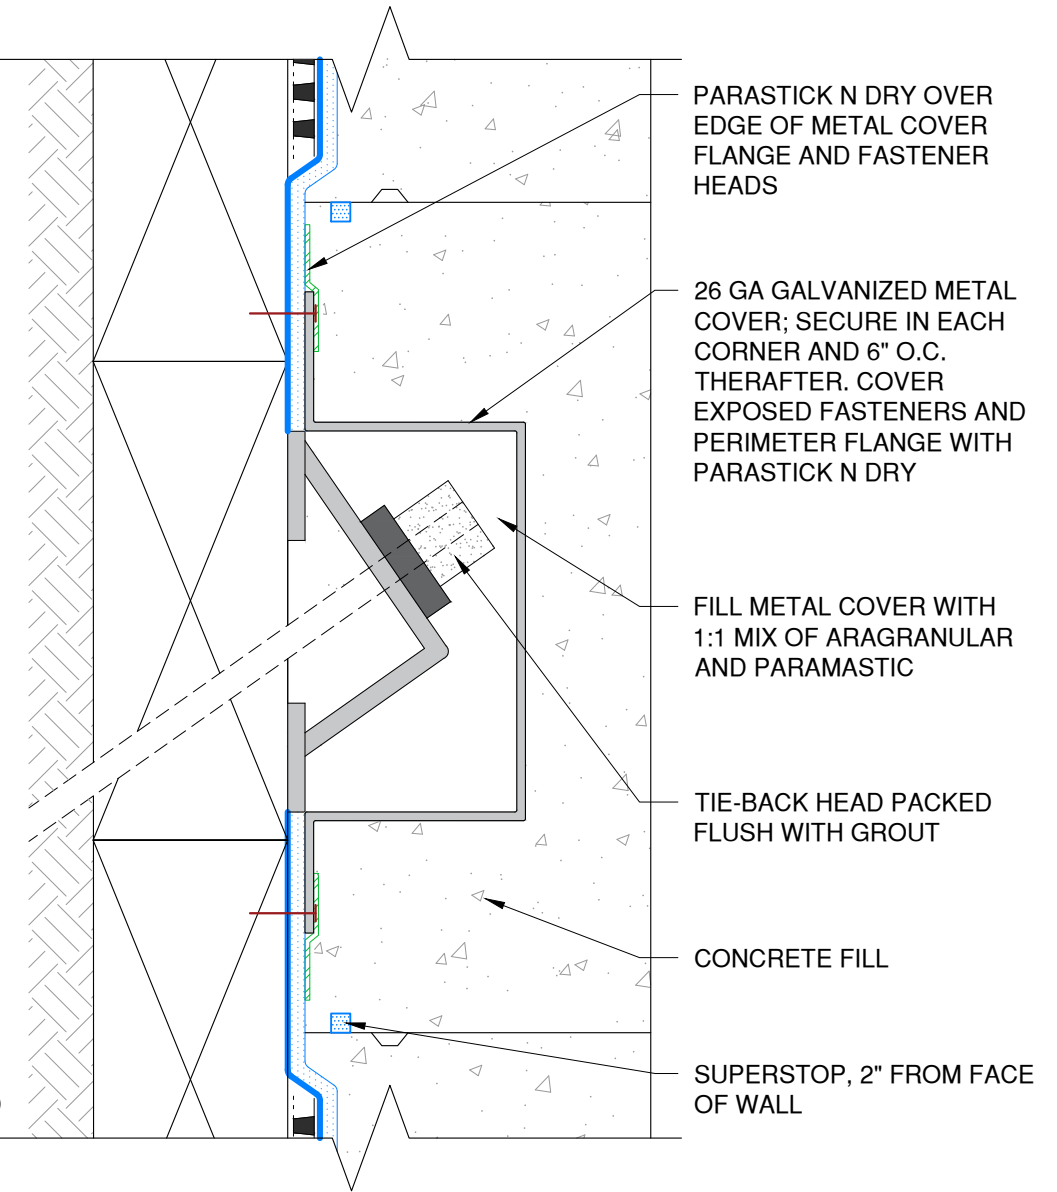 PARASTICK N DRY OVER
EDGE OF METAL COVER
FLANGE AND FASTENER
HEADS
26 GA GALVANIZED METAL
COVER; SECURE IN EACH
CORNER AND 6" O.C.
THERAFTER. COVER
EXPOSED FASTENERS AND
PERIMETER FLANGE WITH
PARASTICK N DRY
FILL METAL COVER WITH
1:1 MIX OF ARAGRANULAR
AND PARAMASTIC
TIE-BACK HEAD PACKED
FLUSH WITH GROUT
CONCRETE FILL
SUPERSTOP, 2" FROM FACE
OF WALL